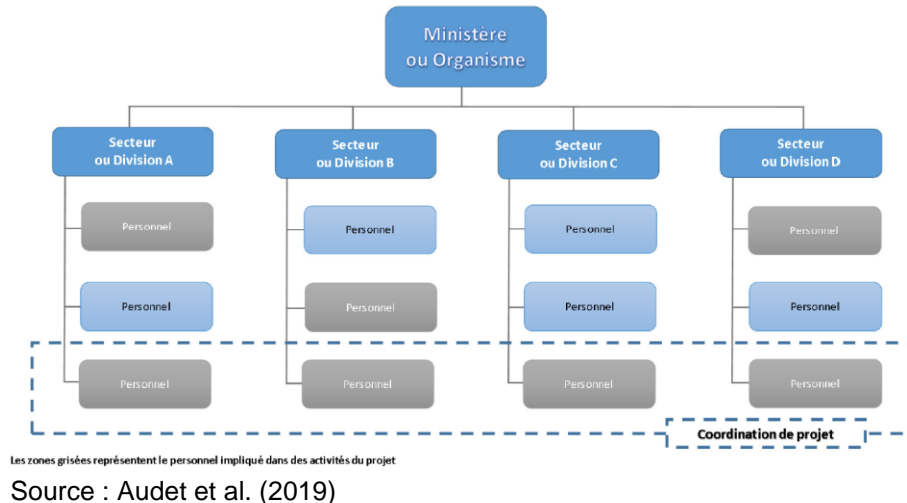 Ministère
ou Organisme
Secteur
ou Division A
Secteur
ou Division B
Secteur
ou Division C
Secteur
ou Division D
Personnel
Personnel
Personnel
Personnel
Personnel
Personnel
Personnel
Personnel
Personnel
Personnel
Personnel
Personnel
Coordination de projet
Les zones grisées représentent le personnel impliqué dans des activités du projet
Source : Audet et al. (2019)